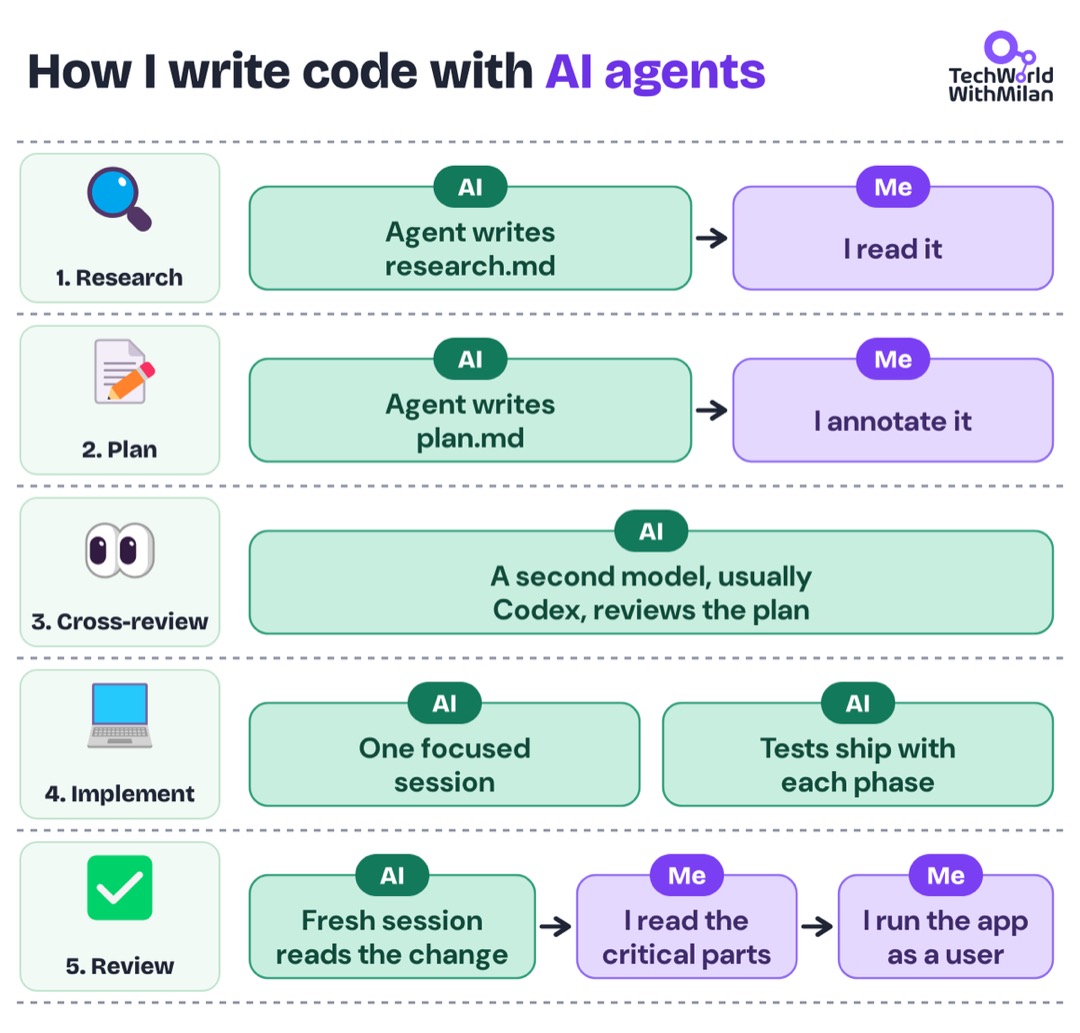 How I write code with AI agents
TechWorld
WithMilan
1. Research
AI
Agent writes
research.md
Me
I read it
2. Plan
AI
Agent writes
plan.md
Me
I annotate it
3. Cross-review
AI
A second model, usually
Codex, reviews the plan
4. Implement
AI
One focused
session
AI
Tests ship with
each phase
5. Review
AI
Fresh session
reads the change
Me
I read the
critical parts
Me
I run the app
as a user